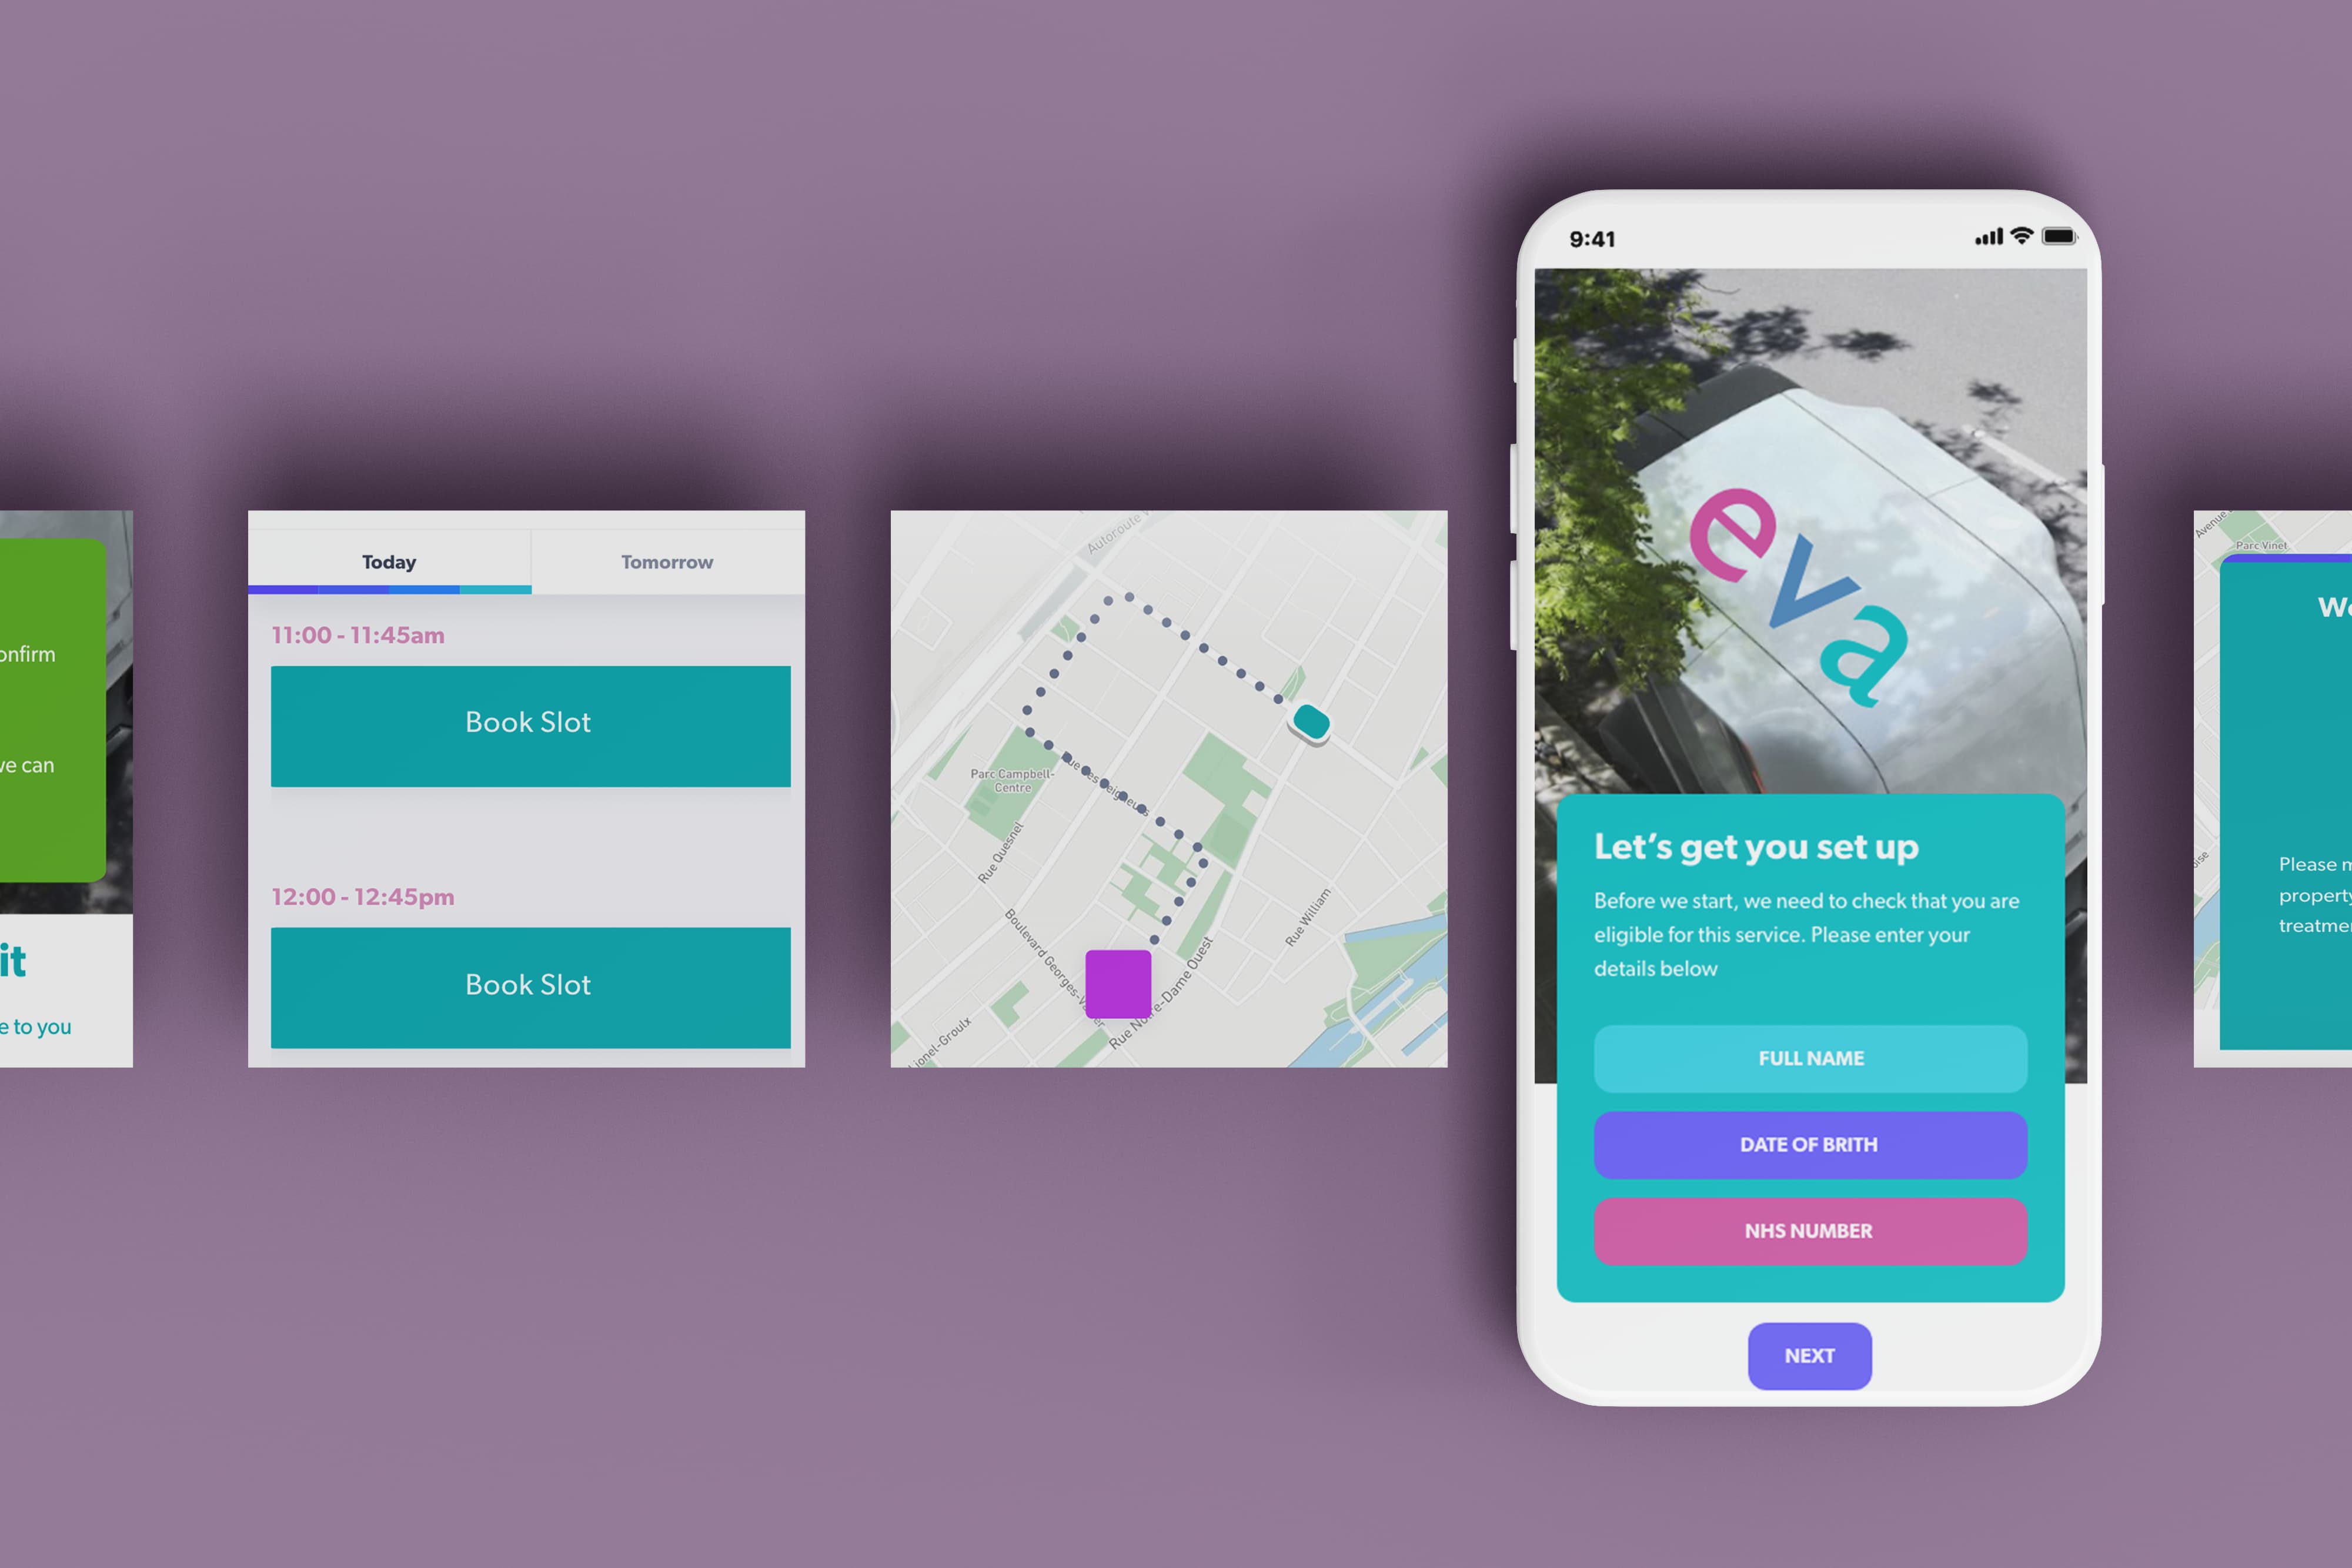 onfirm
ve can
it
e to you
Today
Tomorrow
11:00 - 11:45am
Book Slot
12:00 - 12:45pm
Book Slot
Autoroute
Parc Campbell-
Centre
Rue Quesnel
Boulevard Georges-V
Rue William
Rue Notre-Dame Ouest
Lionel-Groulx
9:41
eva
Let's get you set up
Before we start, we need to check that you are
eligible for this service. Please enter your
details below
FULL NAME
DATE OF BRITH
NHS NUMBER
NEXT
Avenue
Parc Vinet
We
Please m
property
treatmen